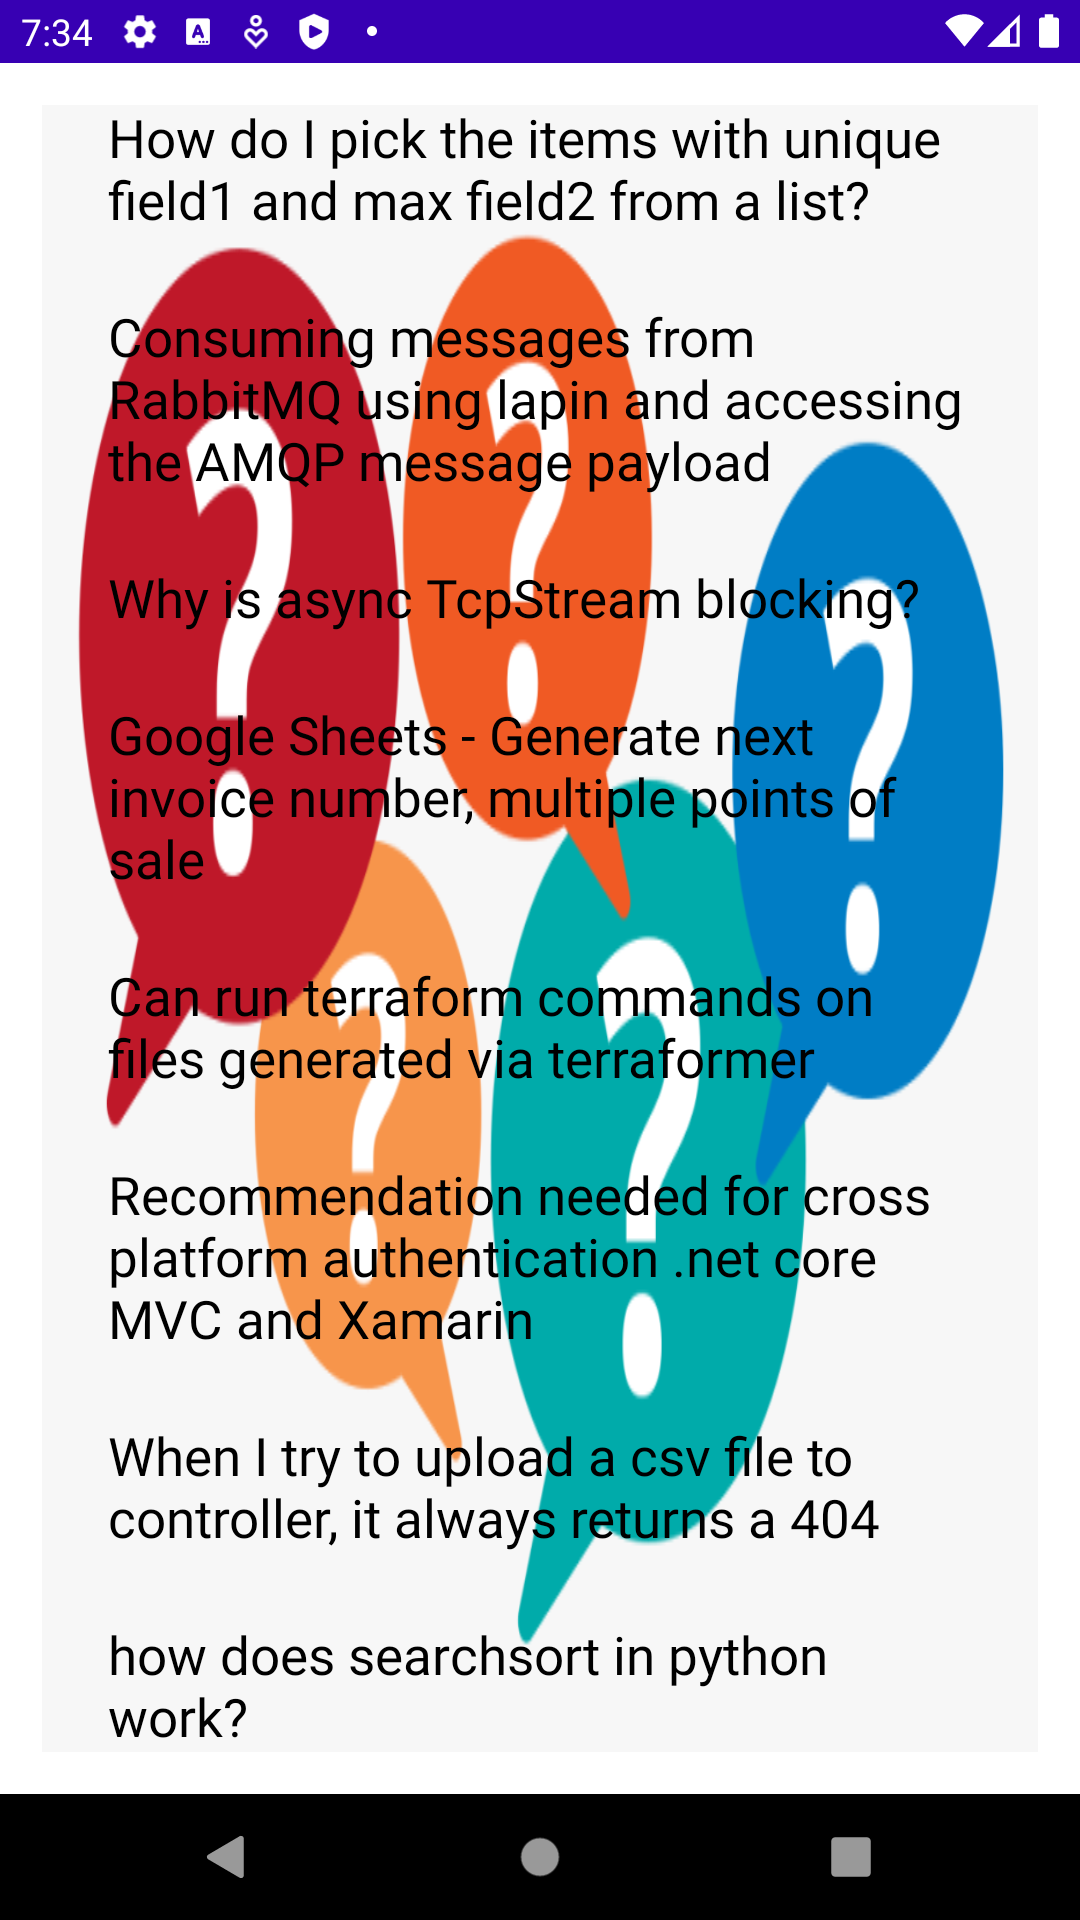 7:34
How do I pick the items with unique
field1 and max field2 from a list?
Consuming messages from
RabbitMQ using lapin and accessing
the AMQP message payload
Why is async TcpStream blocking?
Google Sheets - Generate next
invoice number, multiple points of
sale
Can run terraform commands on
files generated via terraformer
Recommendation needed for cross
platform authentication .net core
MVC and Xamarin
When I try to upload a csv file to
controller, it always returns a 404
how does searchsort in python
work?